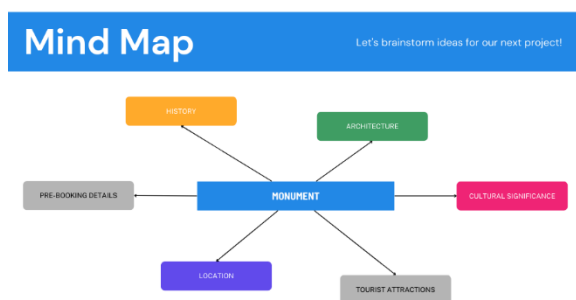 Mind Map
Let's brainstorm ideas for our next project!
HISTORY
ARCHITECTURE
PRE-BOOKING DETAILS
MONUMENT
CULTURAL SIGNIFICANCE
LOCATION
TOURIST ATTRACTIONS